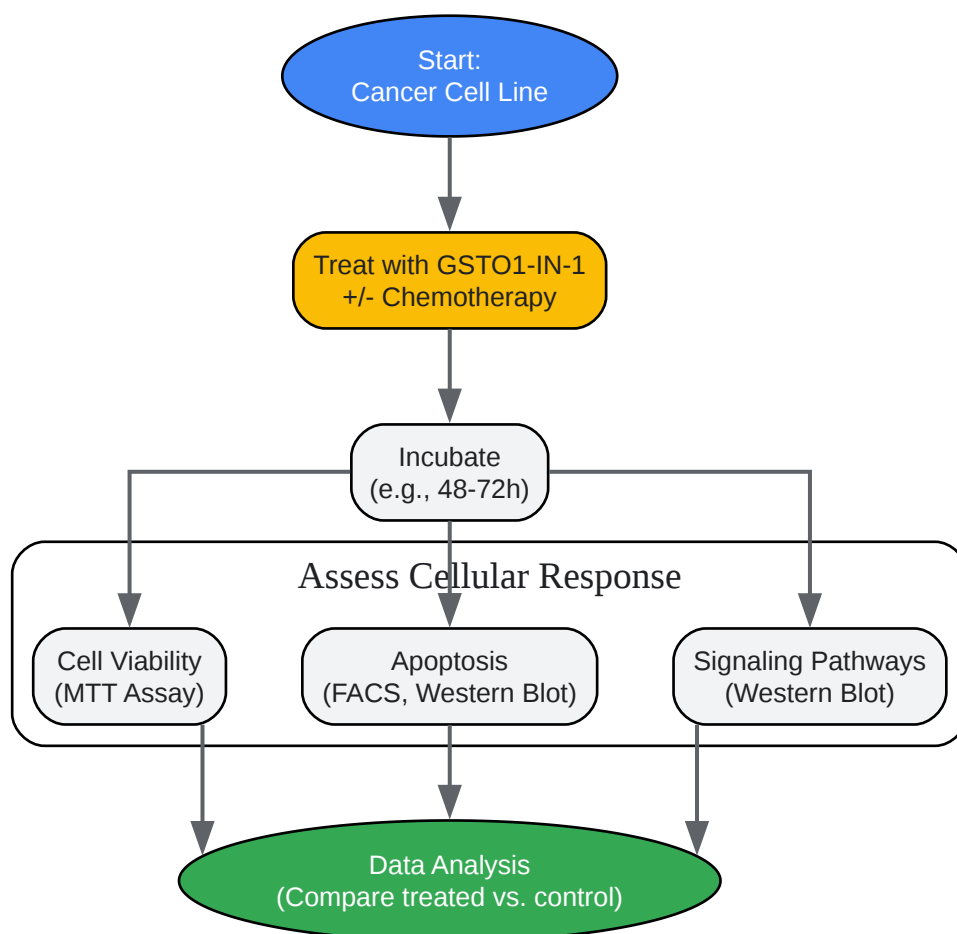 Start:
Cancer Cell Line
Treat with GSTO1-IN-1
+/- Chemotherapy
Incubate
(e.g., 48-72h)
Assess Cellular Response
Cell Viability
(MTT Assay)
Apoptosis
(FACS, Western Blot)
Signaling Pathways
(Western Blot)
Data Analysis
(Compare treated vs. control)